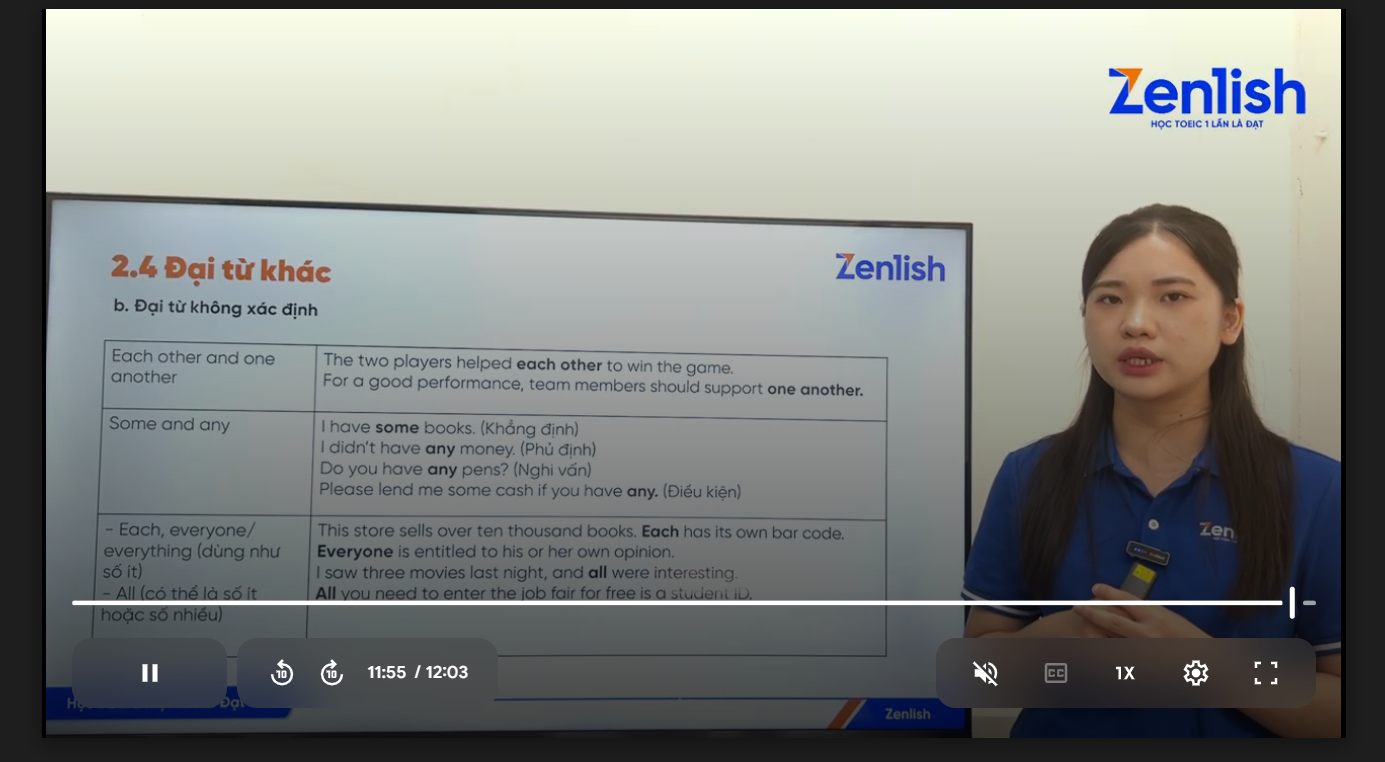 Zenlish
HỌC TOEIC 1 LẦN LÀ ĐẠT
2.4 Đại từ khác
Zenlish
b. Đại từ không xác định
Each other and one
another
The two players helped each other to win the game.
For a good performance, team members should support one another.
Some and any
I have some books. (Khẳng định)
I didn't have any money. (Phủ định)
Do you have any pens? (Nghi vấn)
Please lend me some cash if you have any. (Điều kiện)
- Each, everyone/
everything (dùng như
số ít)
- All (có thể là số ít
hoặc số nhiều)
This store sells over ten thousand books. Each has its own bar code.
Everyone is entitled to his or her own opinion.
I saw three movies last night, and all were interesting.
All you need to enter the job fair for free is a student ID.
Zen
10
10
11:55 / 12:03
CC
1X
Zenlish